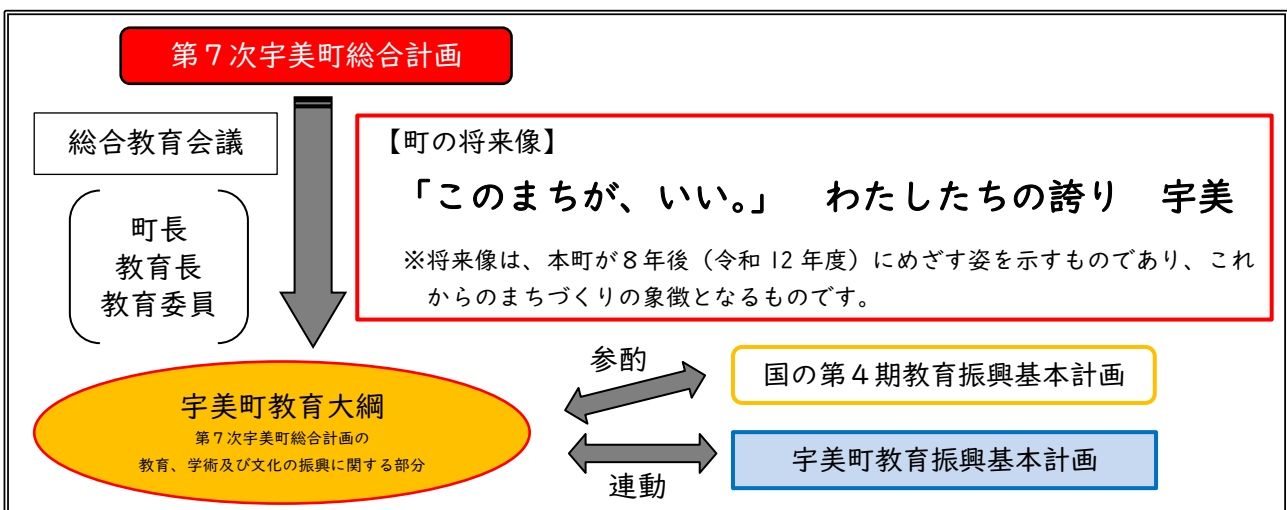 第７次宇美町総合計画
総合教育会議
町長
教育長
教育委員
【町の将来像】
「このまちが、いい。」　わたしたちの誇り　宇美
※将来像は、本町が８年後（令和 12 年度）にめざす姿を示すものであり、これ
からのまちづくりの象徴となるものです。
宇美町教育大綱
第７次宇美町総合計画の
教育、学術及び文化の振興に関する部分
参酌
国の第４期教育振興基本計画
宇美町教育振興基本計画
連動